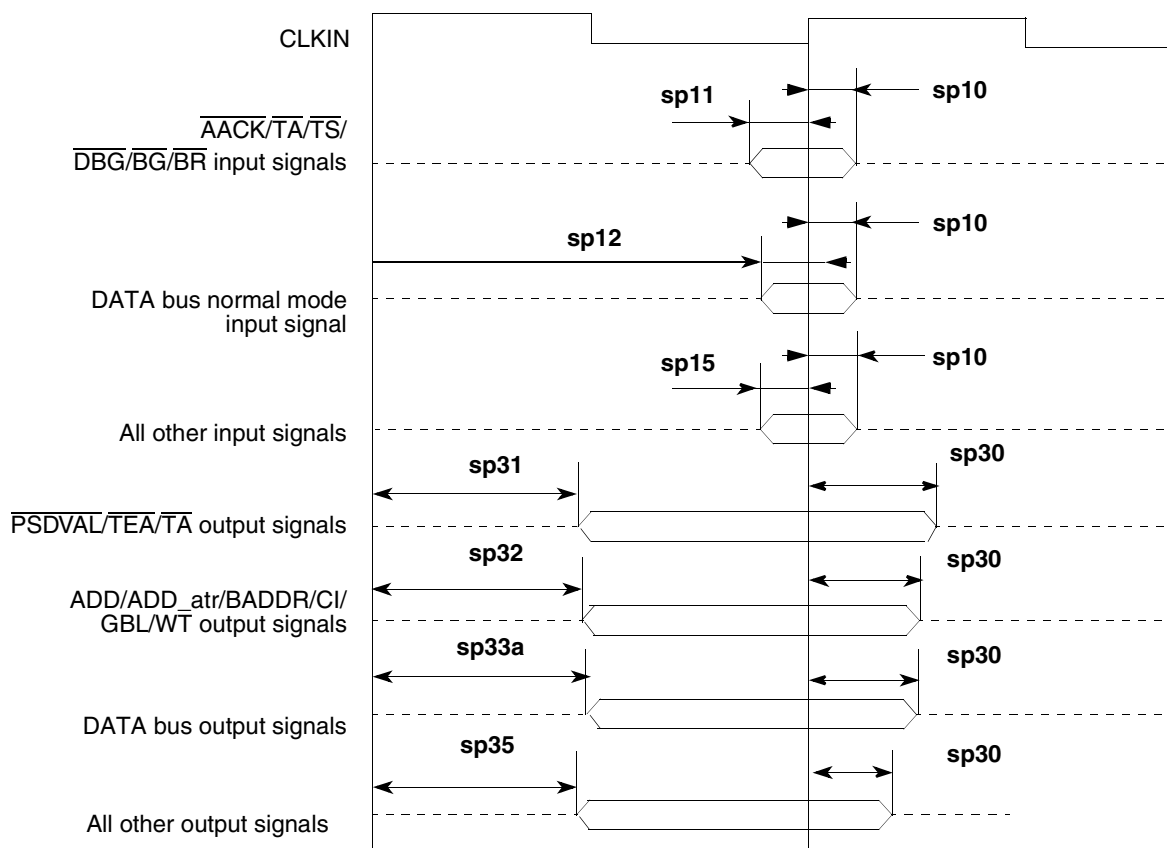 CLKIN
sp11
sp10
AACK/TA/TS/
DBG/BG/BR input signals
sp10
sp12
DATA bus normal mode
input signal
sp10
sp15
All other input signals
sp31
sp30
PSDVAL/TEA/TA output signals
sp32
sp30
ADD/ADD_atr/BADDR/CI/
GBL/WT output signals
sp33a
sp30
DATA bus output signals
sp35
sp30
All other output signals